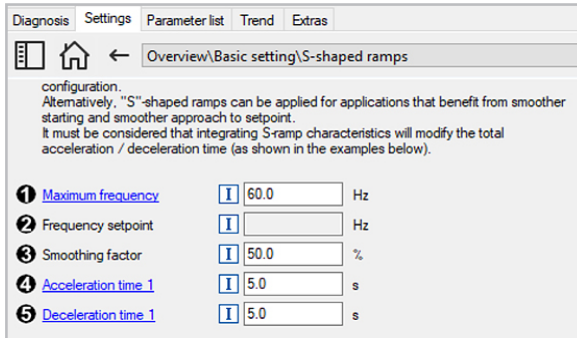 Diagnosis Settings Parameter list Trend Extras
Overview\Basic setting\S-shaped ramps
configuration.
Alternatively, "S"-shaped ramps can be applied for applications that benefit from smoother
starting and smoother approach to setpoint.
It must be considered that integrating S-ramp characteristics will modify the total
acceleration / deceleration time (as shown in the examples below).
1 Maximum frequency I 60.0 Hz
2 Frequency setpoint I Hz
3 Smoothing factor I 50.0 %
4 Acceleration time 1 I 5.0 s
5 Deceleration time 1 I 5.0 s